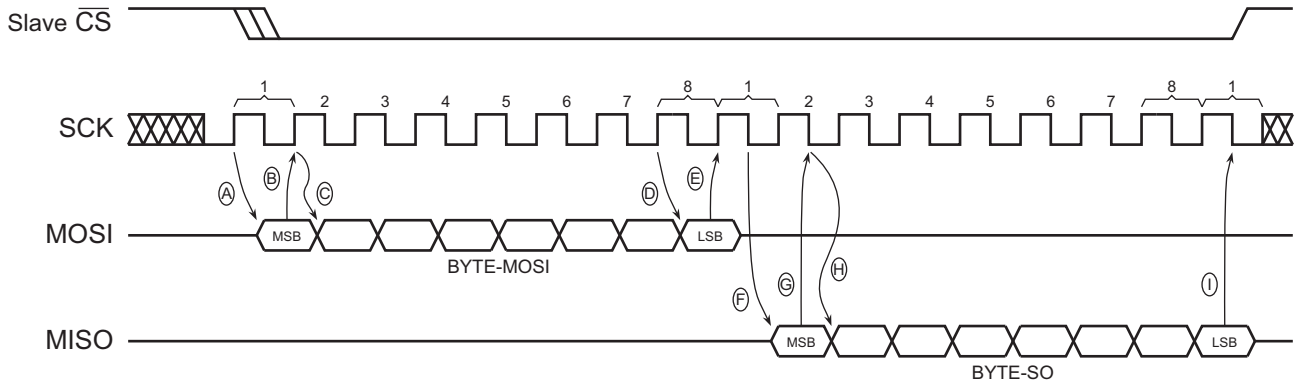 Slave C̅S̅
1 8 1 8 1
2 3 4 5 6 7 2 3 4 5 6 7
SCK
A B C D E
MOSI MSB LSB
BYTE-MOSI
F G H I
MISO MSB LSB
BYTE-SO